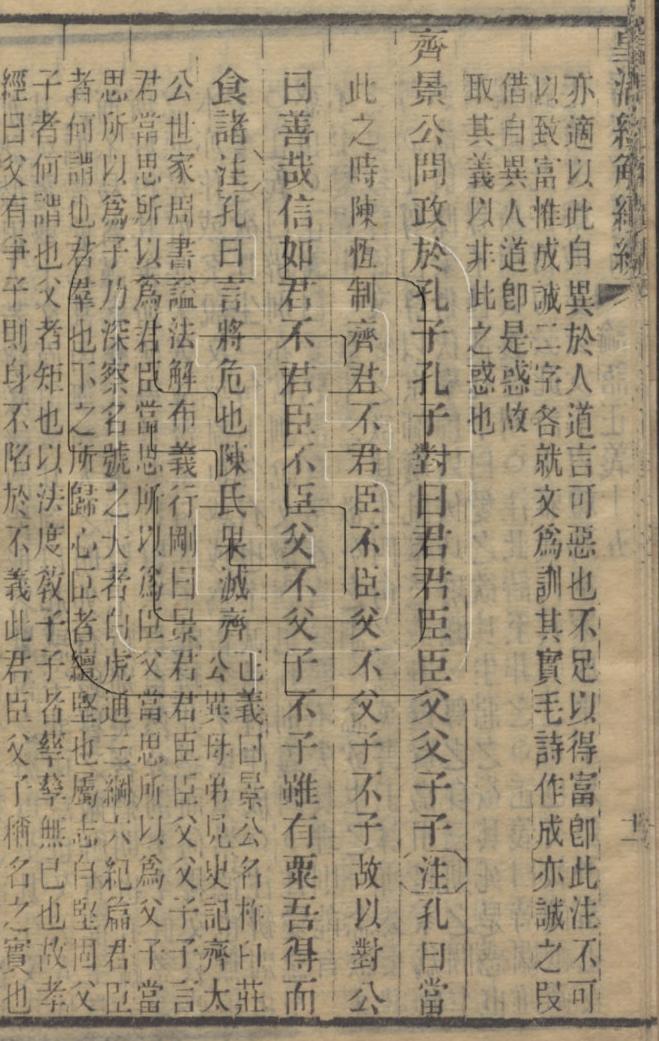 皇清經解續編
亦適以此自異於人道言可惡也不足以得富卽此注不可
以致富惟成誠二字各就文爲訓其實毛詩作成亦誠之叚
借自異人道卽是惑故
取其義以非此之惑也
齊景公問政於孔子孔子對曰君君臣臣父父子子注孔曰當
此之時陳恆制齊君不君臣不臣父不父子不子故以對公
曰善哉信如君不君臣不臣父不父子不子雖有粟吾得而
食諸注孔曰言將危也陳氏果滅齊
正義曰景公名杵臼莊
公異母弟見史記齊太
公世家周書謚法解布義行剛曰景君君臣臣父父子子言
君當思所以爲君臣當思所以爲臣父當思所以爲父子當
思所以爲子乃深察名號之大者白虎通三綱六紀篇君臣
者何謂也君羣也下之所歸心臣者繵堅也屬志自堅固父
子者何謂也父者矩也以法度敎子子者孳孳無已也故孝
經曰父有爭子則身不陷於不義此君臣父子稱名之實也